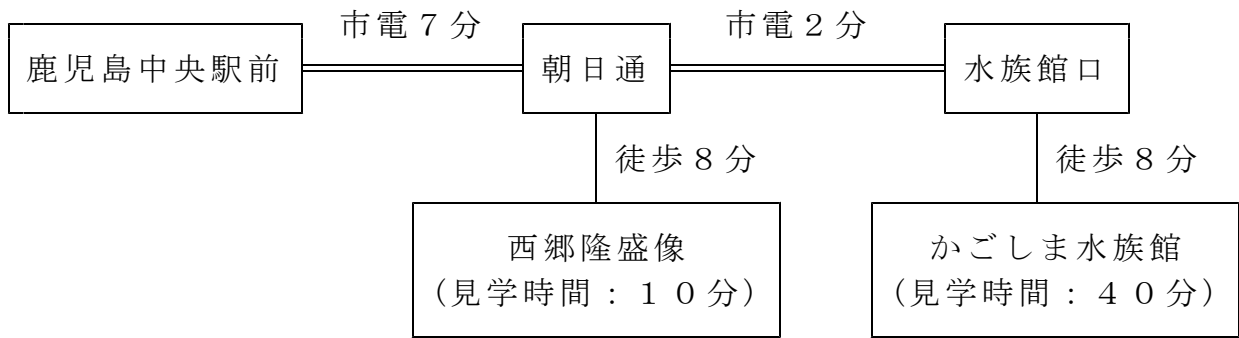 市電７分
市電２分
鹿児島中央駅前
朝日通
水族館口
徒歩８分
徒歩８分
西郷隆盛像
（見学時間：１０分）
かごしま水族館
（見学時間：４０分）